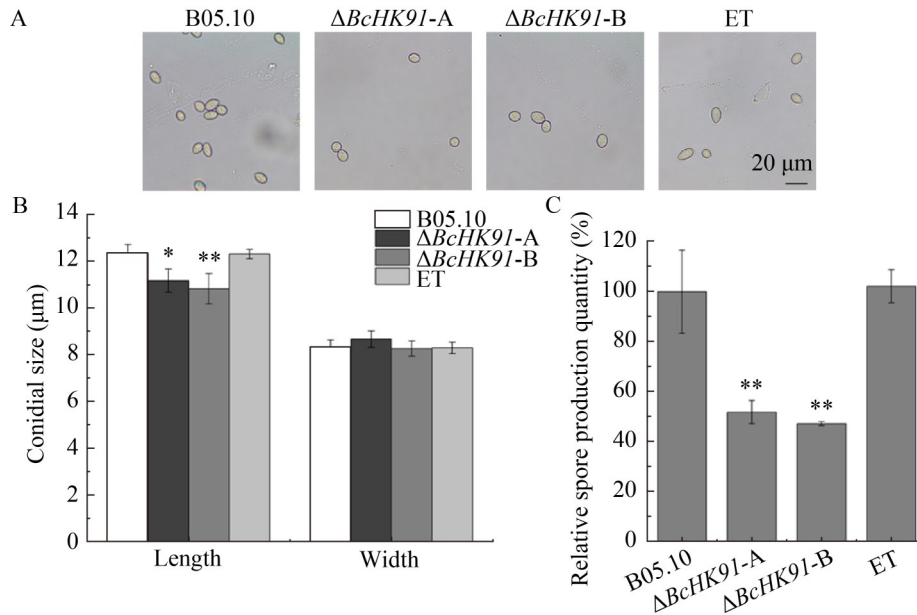 A
B05.10
ΔBcHK91-A
ΔBcHK91-B
ET
20 μm
B
Conidial size (μm)
14
12
10
8
6
4
2
0
*
**
B05.10
ΔBcHK91-A
ΔBcHK91-B
ET
Length
Width
C
Relative spore production quantity (%)
120
100
80
60
40
20
0
**
**
B05.10
ΔBcHK91-A
ΔBcHK91-B
ET